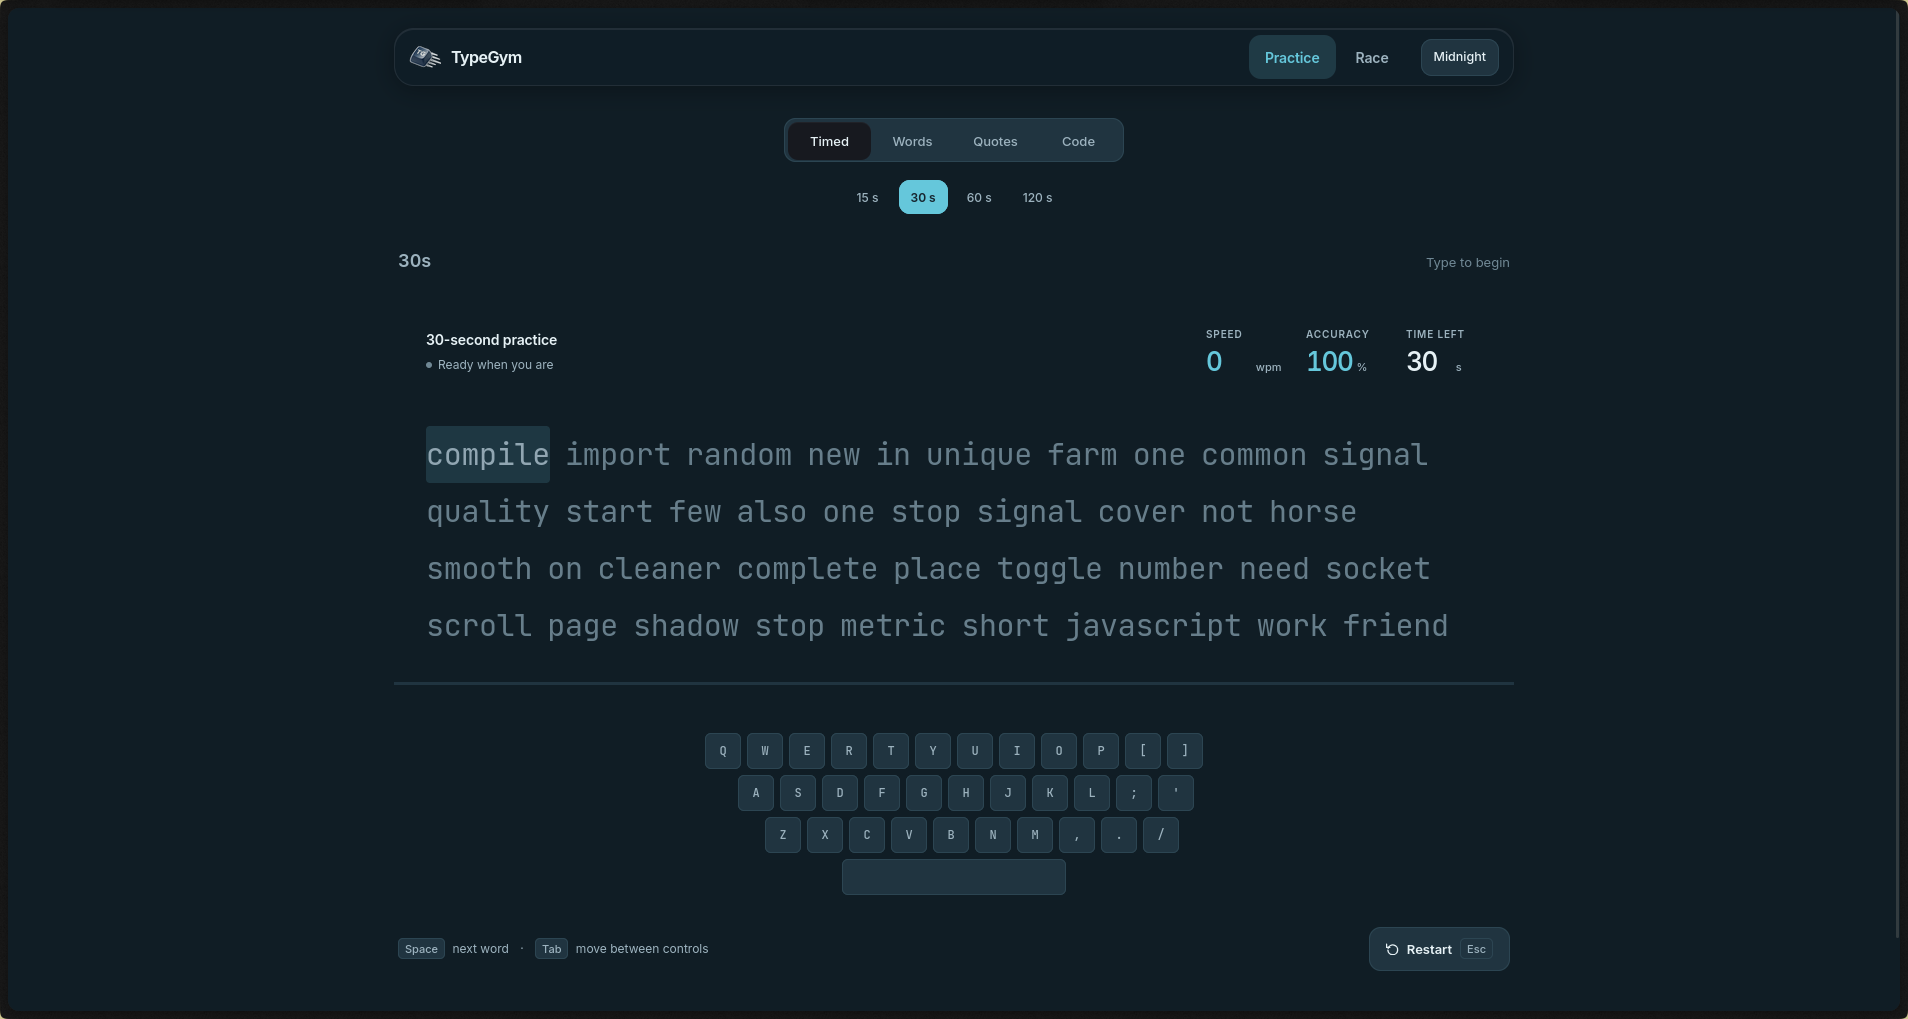 TG TypeGym Practice Race Midnight
Timed Words Quotes Code
15 s 30 s 60 s 120 s
30s Type to begin
30-second practice
Ready when you are
SPEED ACCURACY TIME LEFT
0 wpm 100 % 30 s
compile import random new in unique farm one common signal
quality start few also one stop signal cover not horse
smooth on cleaner complete place toggle number need socket
scroll page shadow stop metric short javascript work friend
Q W E R T Y U I O P [ ]
A S D F G H J K L ; '
Z X C V B N M , . /
Space next word · Tab move between controls Restart Esc